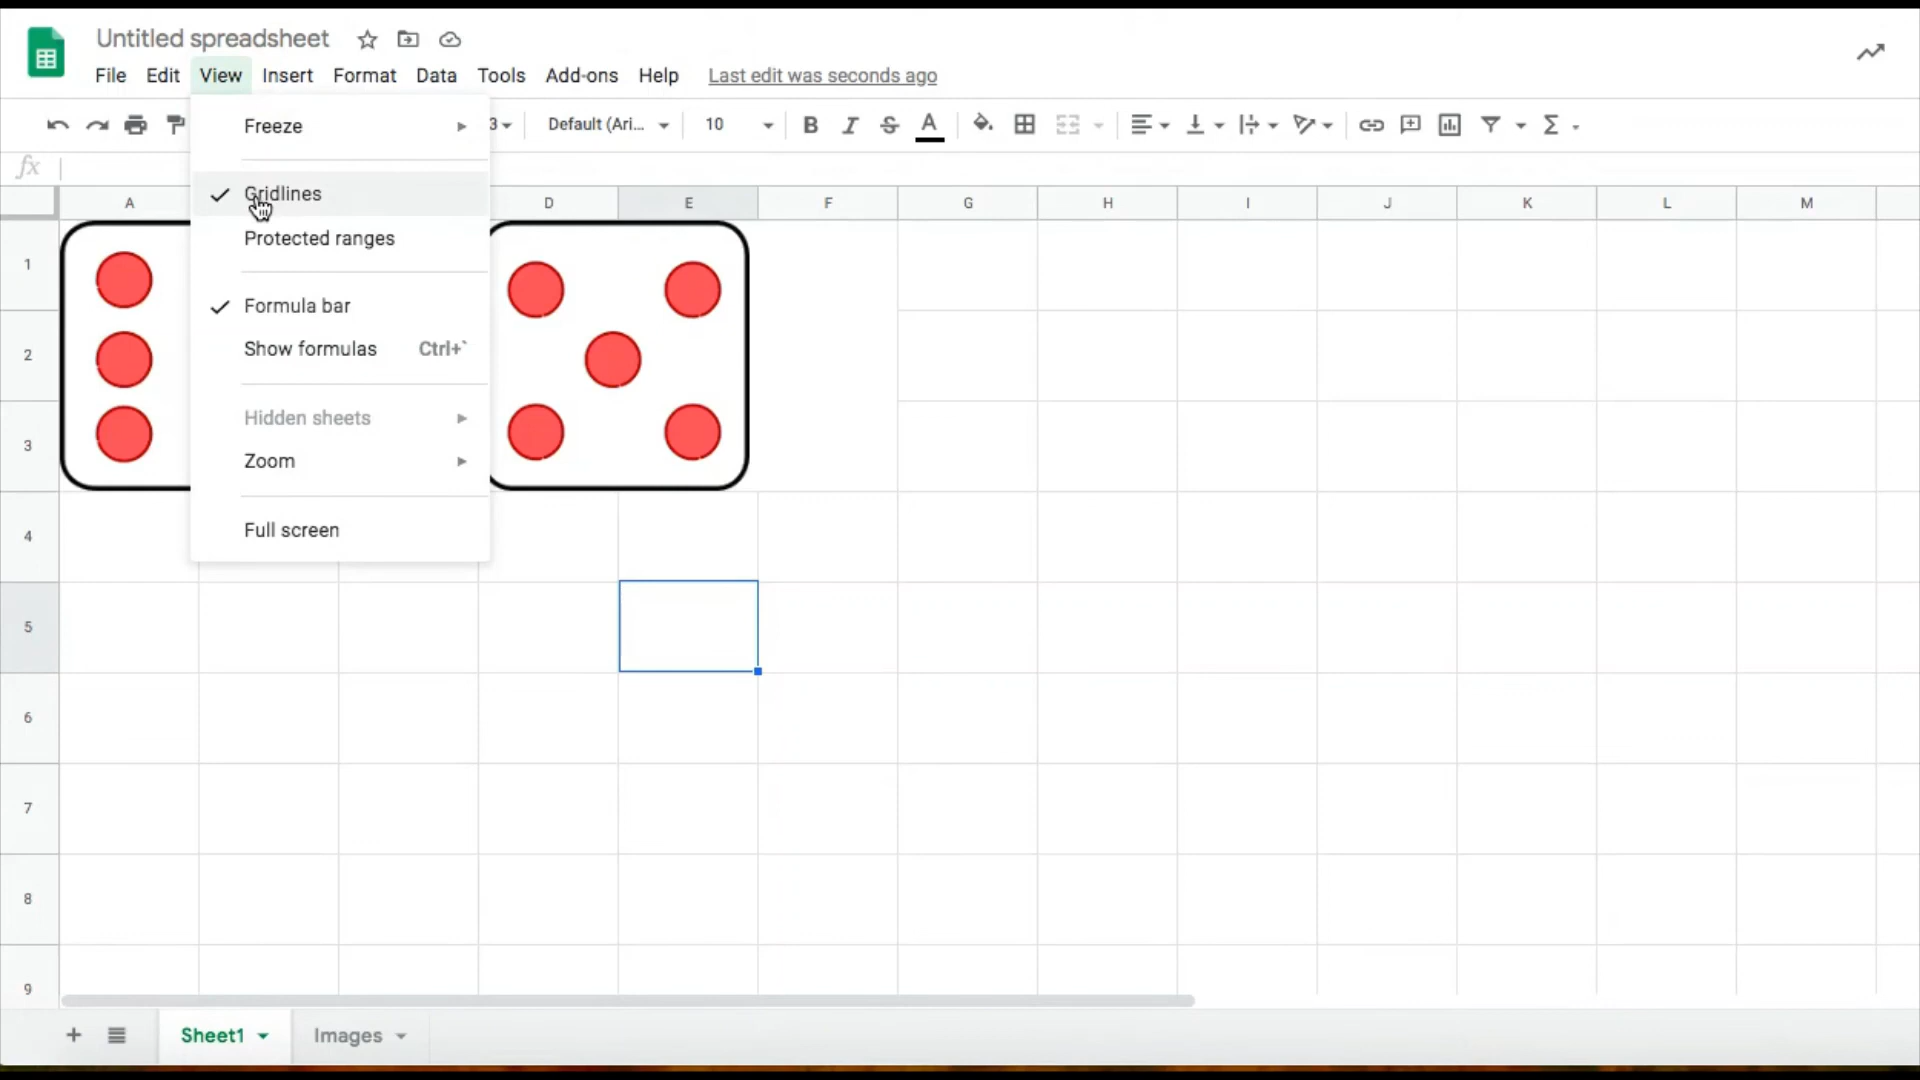 Untitled spreadsheet
File Edit View Insert Format Data Tools Add-ons Help Last edit was seconds ago
3 Default (Ari... 10 B I S A
fx
Freeze
Gridlines
Protected ranges
Formula bar
Show formulas Ctrl+`
Hidden sheets
Zoom
Full screen
A D E F G H I J K L M
1
2
3
4
5
6
7
8
9
Sheet1 Images